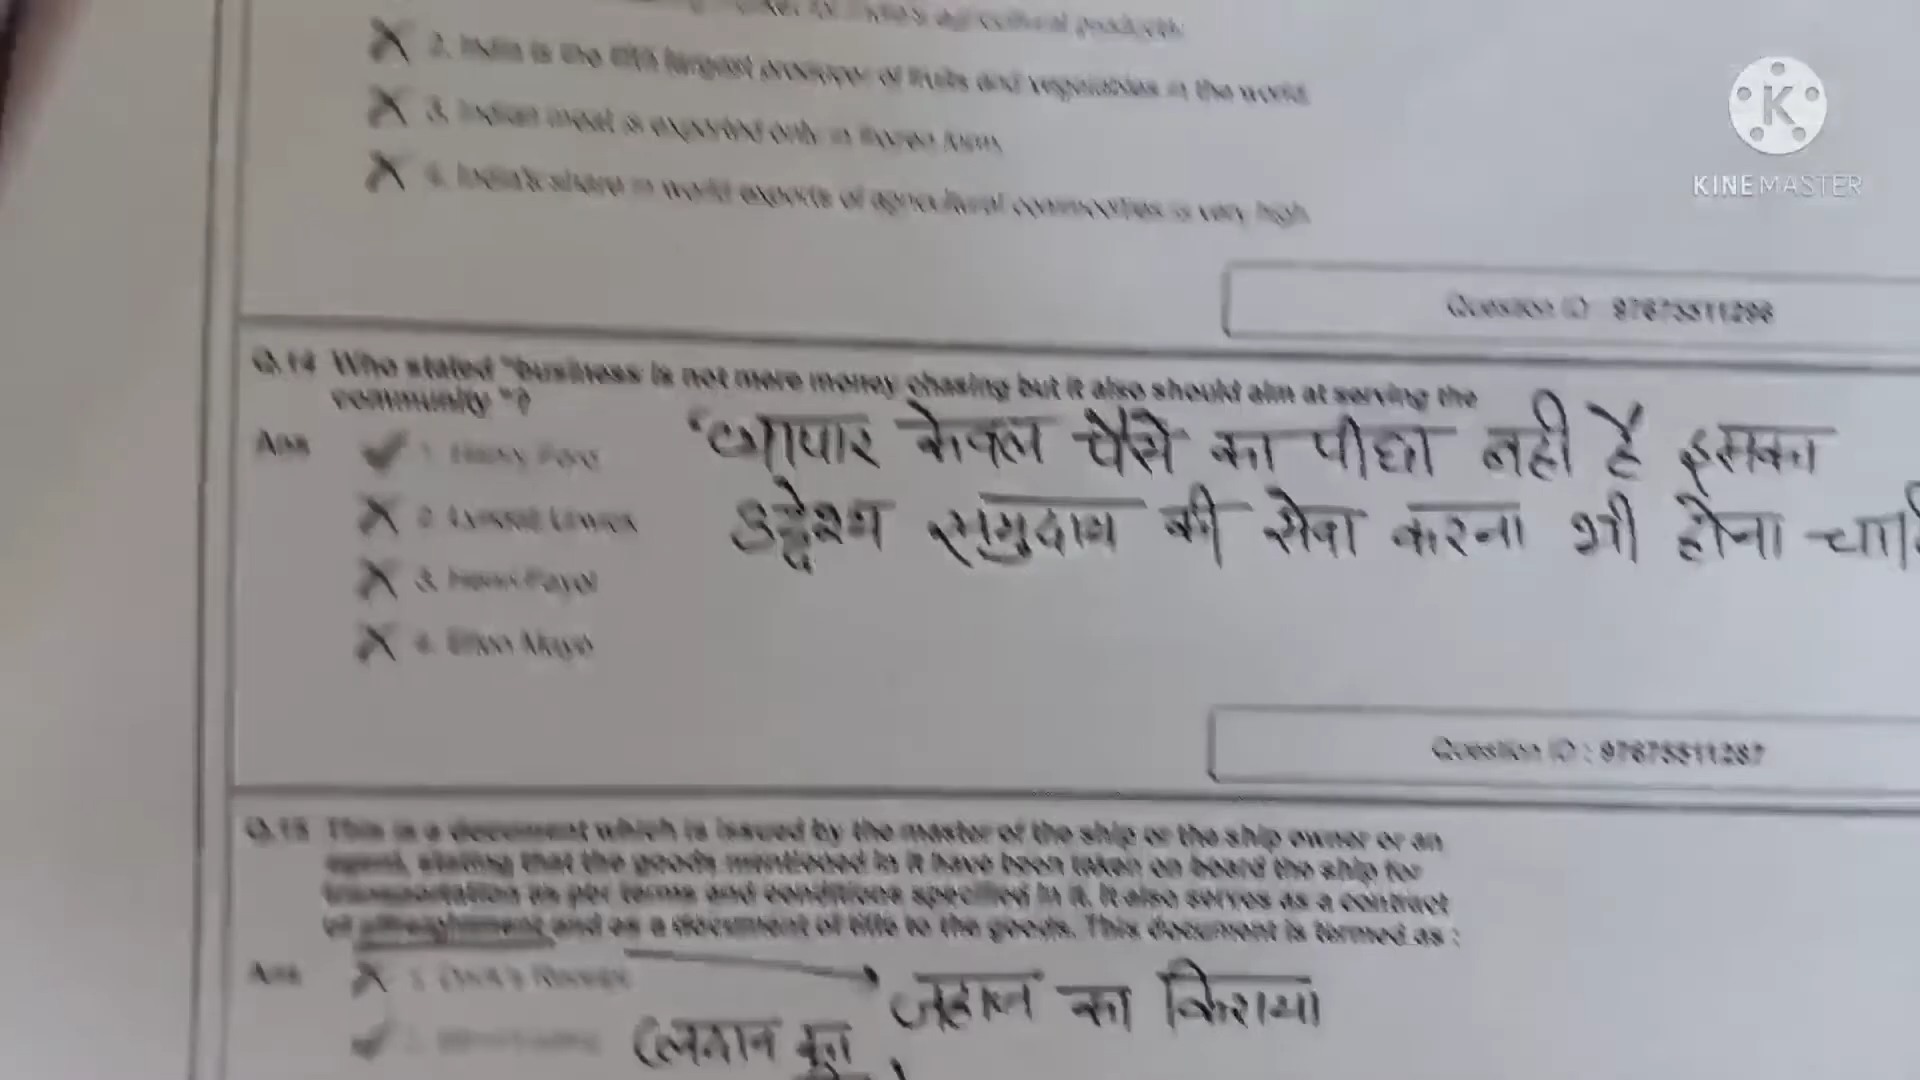 2. India is the fifth largest producer of fruits and vegetables in the world.
3. Indian meat is exported only in frozen form.
4. India's share in world exports of agricultural commodities is very high.
KINEMASTER
Question ID : 97675511286
Q.14 Who stated "business is not mere money chasing but it also should aim at serving the
community "?
"व्यापार केवल पैसे का पीछा नही है इसका
Ans 1. Henry Ford
उद्देश्य समुदाय की सेवा करना भी होना
2. Lyndall Urwick
3. Henri Fayol
4. Elton Mayo
Question ID : 97675511287
Q.15 This is a document which is issued by the master of the ship or the ship owner or an
agent, stating that the goods mentioned in it have been taken on board the ship for
transportation as per terms and conditions specified in it. It also serves as a contract
of affreightment and as a document of title to the goods. This document is termed as :
Ans 1. Dock's Receipt
जहाज का किराया
2.
(लदान का